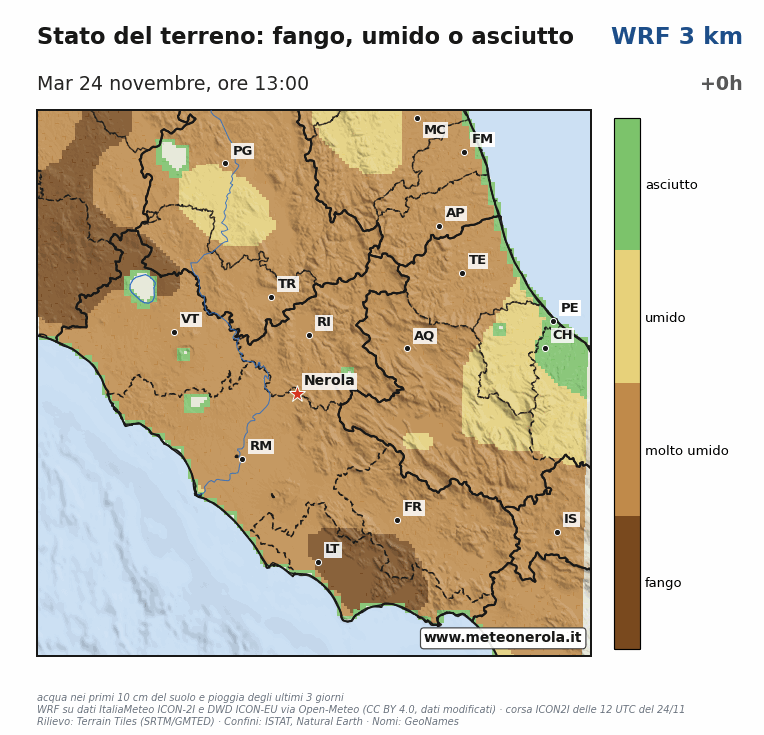 Stato del terreno: fango, umido o asciutto WRF 3 km
Mar 24 novembre, ore 13:00 +0h
MC
FM
PG
AP
TE
TR
PE
VT
RI
AQ
CH
Nerola
RM
FR
IS
LT
www.meteonerola.it
asciutto
umido
molto umido
fango
acqua nei primi 10 cm del suolo e pioggia degli ultimi 3 giorni
WRF su dati ItaliaMeteo ICON-2I e DWD ICON-EU via Open-Meteo (CC BY 4.0, dati modificati) · corsa ICON2I delle 12 UTC del 24/11
Rilievo: Terrain Tiles (SRTM/GMTED) · Confini: ISTAT, Natural Earth · Nomi: GeoNames